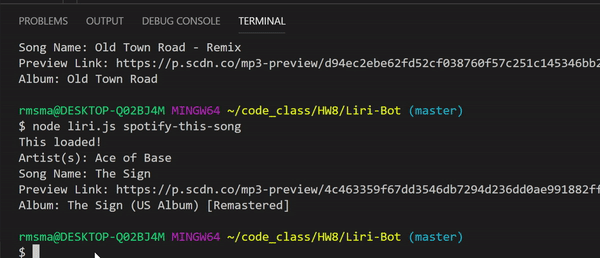 PROBLEMS OUTPUT DEBUG CONSOLE TERMINAL
Song Name: Old Town Road - Remix
Preview Link: https://p.scdn.co/mp3-preview/d94ec2ebe62fd52cf038760f57c251c145346bb2
Album: Old Town Road
rmsma@DESKTOP-Q02BJ4M MINGW64 ~/code_class/HW8/Liri-Bot (master)
$ node liri.js spotify-this-song
This loaded!
Artist(s): Ace of Base
Song Name: The Sign
Preview Link: https://p.scdn.co/mp3-preview/4c463359f67dd3546db7294d236dd0ae991882ff
Album: The Sign (US Album) [Remastered]
rmsma@DESKTOP-Q02BJ4M MINGW64 ~/code_class/HW8/Liri-Bot (master)
$